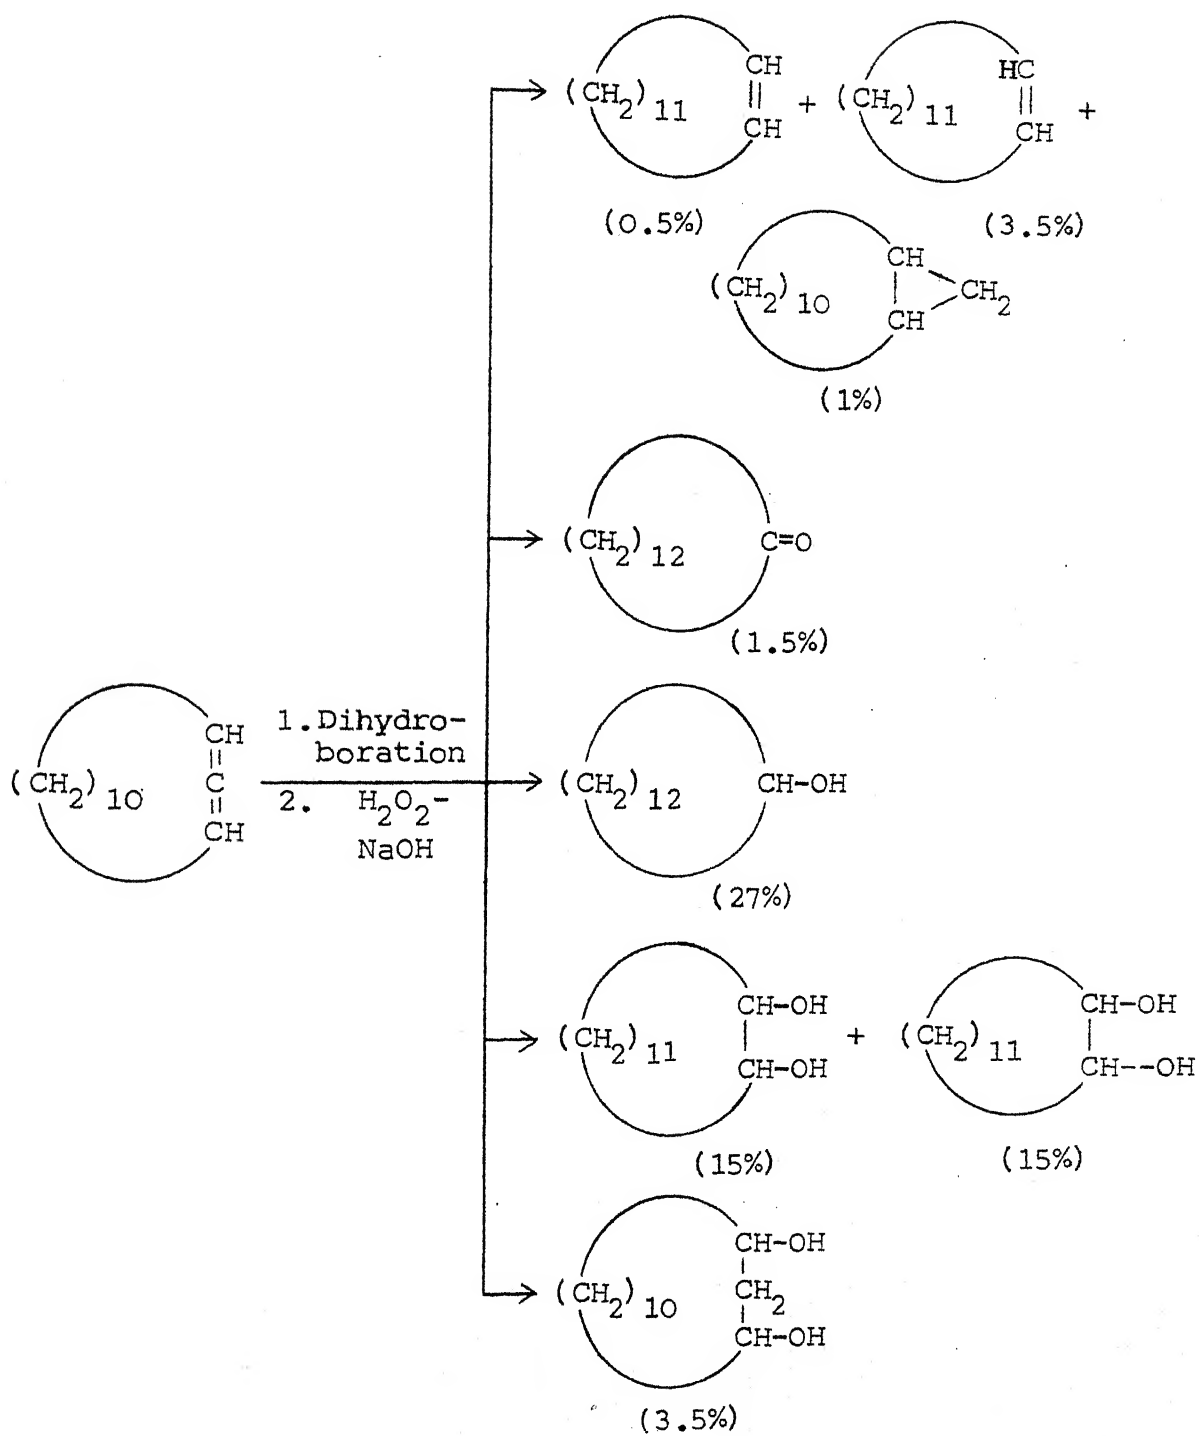 CH HC
(CH2)11 || + (CH2)11 || +
CH CH
(0.5%) (3.5%)
CH
(CH2)10 CH2
CH
(1%)
(CH2)12 C=O
(1.5%)
CH 1.Dihydro-
|| boration
(CH2)10 C (CH2)12 CH-OH
|| 2. H2O2-
CH NaOH
(27%)
CH-OH CH-OH
(CH2)11 + (CH2)11
CH-OH CH--OH
(15%) (15%)
CH-OH
(CH2)10 CH2
CH-OH
(3.5%)